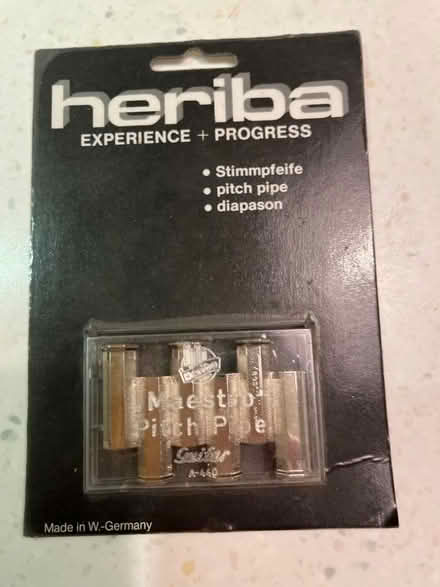 heriba
EXPERIENCE + PROGRESS
• Stimmpfeife
• pitch pipe
• diapason
Maestro
Pitch Pipe
Guitar
A-440
Made in W.-Germany